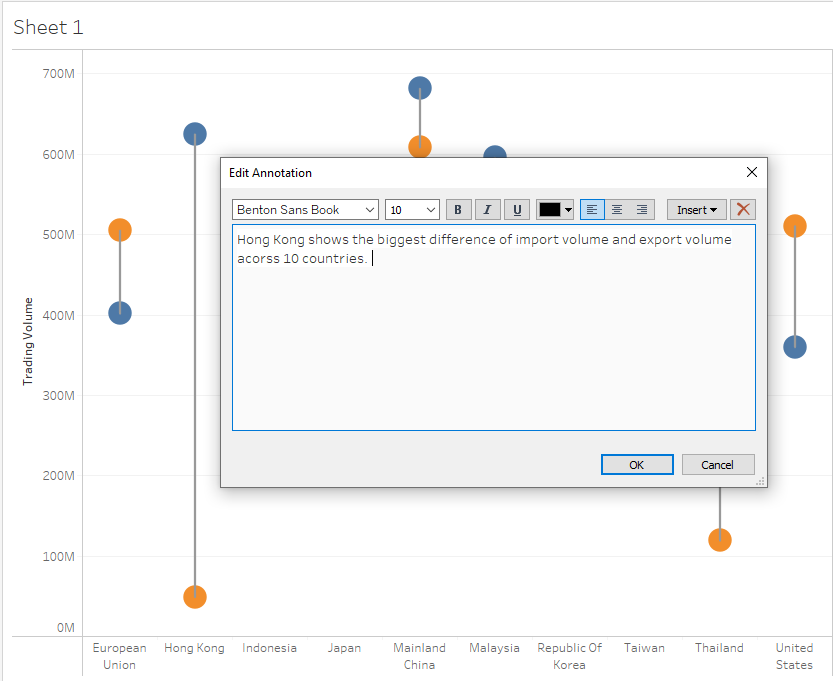 Sheet 1
700M
600M
500M
400M
300M
200M
100M
0M
Trading Volume
Edit Annotation
Benton Sans Book 10 B I U Insert
Hong Kong shows the biggest difference of import volume and export volume
acorss 10 countries.
OK Cancel
European Hong Kong Indonesia Japan Mainland Malaysia Republic Of Taiwan Thailand United
Union China Korea States